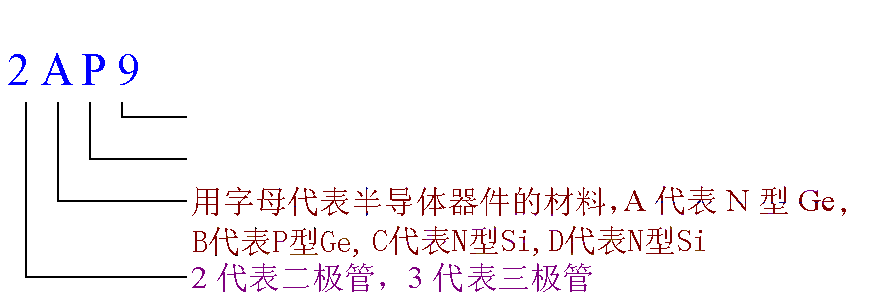 2 A P 9
用字母代表半导体器件的材料,A 代表 N 型 Ge,
B代表P型Ge, C代表N型Si, D代表N型Si
2 代表二极管，3 代表三极管